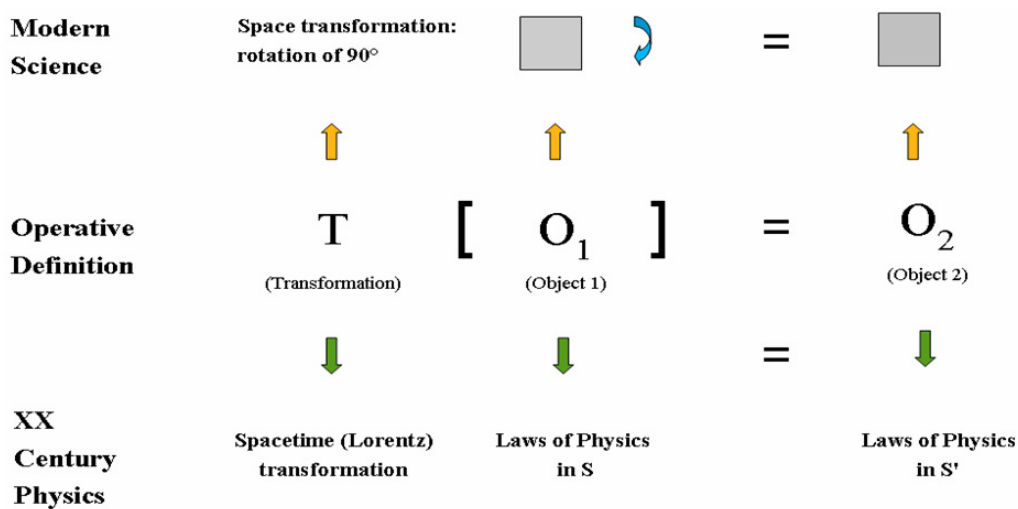 Modern
Science
Space transformation:
rotation of 90°
=
Operative
Definition
T
(Transformation)
[ O1 ]
(Object 1)
=
O2
(Object 2)
=
XX
Century
Physics
Spacetime (Lorentz)
transformation
Laws of Physics
in S
Laws of Physics
in S'